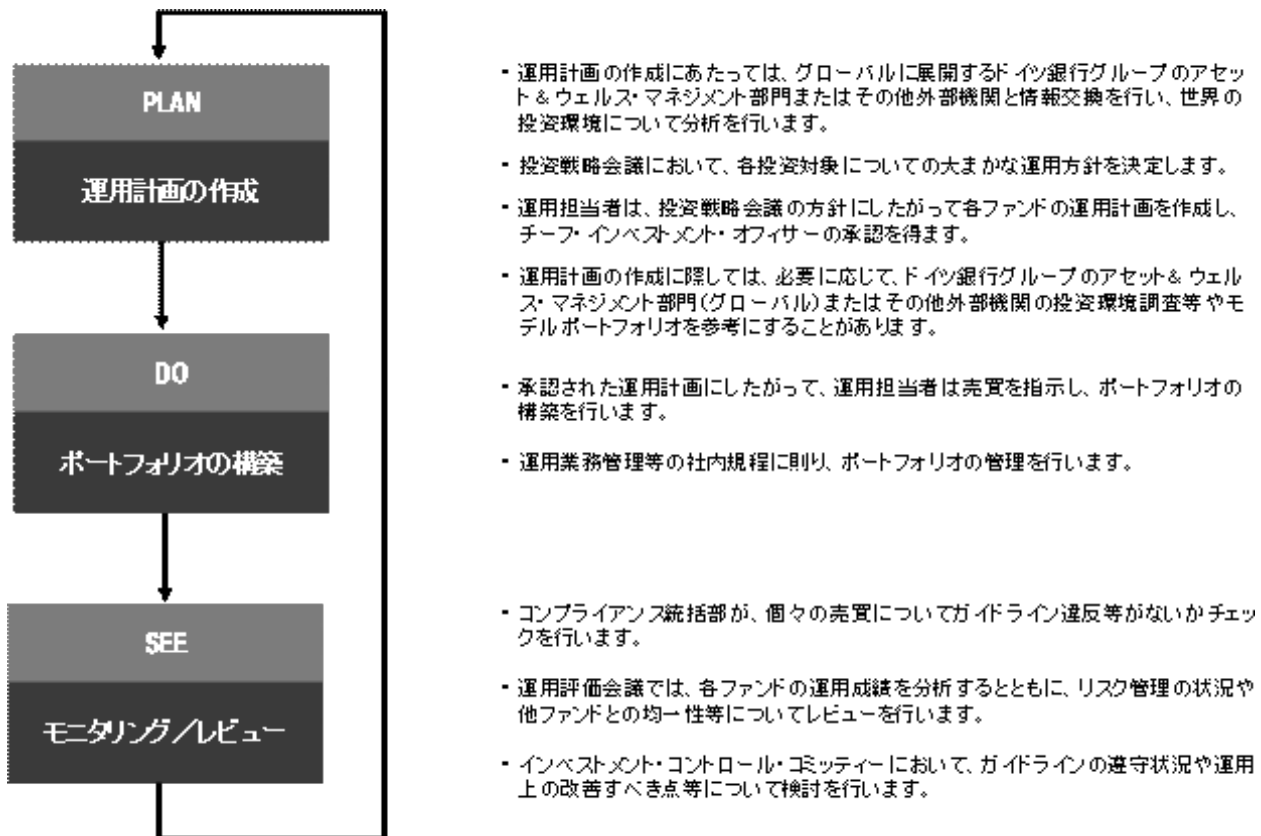 PLAN
運用計画の作成
・運用計画の作成にあたっては、グローバルに展開するドイツ銀行グループのアセッ
ト&ウェルス・マネジメント部門またはその他外部機関と情報交換を行い、世界の
投資環境について分析を行います。
・投資戦略会議において、各投資対象についての大まかな運用方針を決定します。
・運用担当者は、投資戦略会議の方針にしたがって各ファンドの運用計画を作成し、
チーフ・インベストメント・オフィサーの承認を得ます。
・運用計画の作成に際しては、必要に応じて、ドイツ銀行グループのアセット&ウェル
ス・マネジメント部門(グローバル)またはその他外部機関の投資環境調査等やモ
デルポートフォリオを参考にすることがあります。
DO
ポートフォリオの構築
・承認された運用計画にしたがって、運用担当者は売買を指示し、ポートフォリオの
構築を行います。
・運用業務管理等の社内規程に則り、ポートフォリオの管理を行います。
SEE
モニタリング/レビュー
・コンプライアンス統括部が、個々の売買についてガイドライン違反等がないかチェッ
クを行います。
・運用評価会議では、各ファンドの運用成績を分析するとともに、リスク管理の状況や
他ファンドとの均一性等についてレビューを行います。
・インベストメント・コントロール・コミッティーにおいて、ガイドラインの遵守状況や運用
上の改善すべき点等について検討を行います。